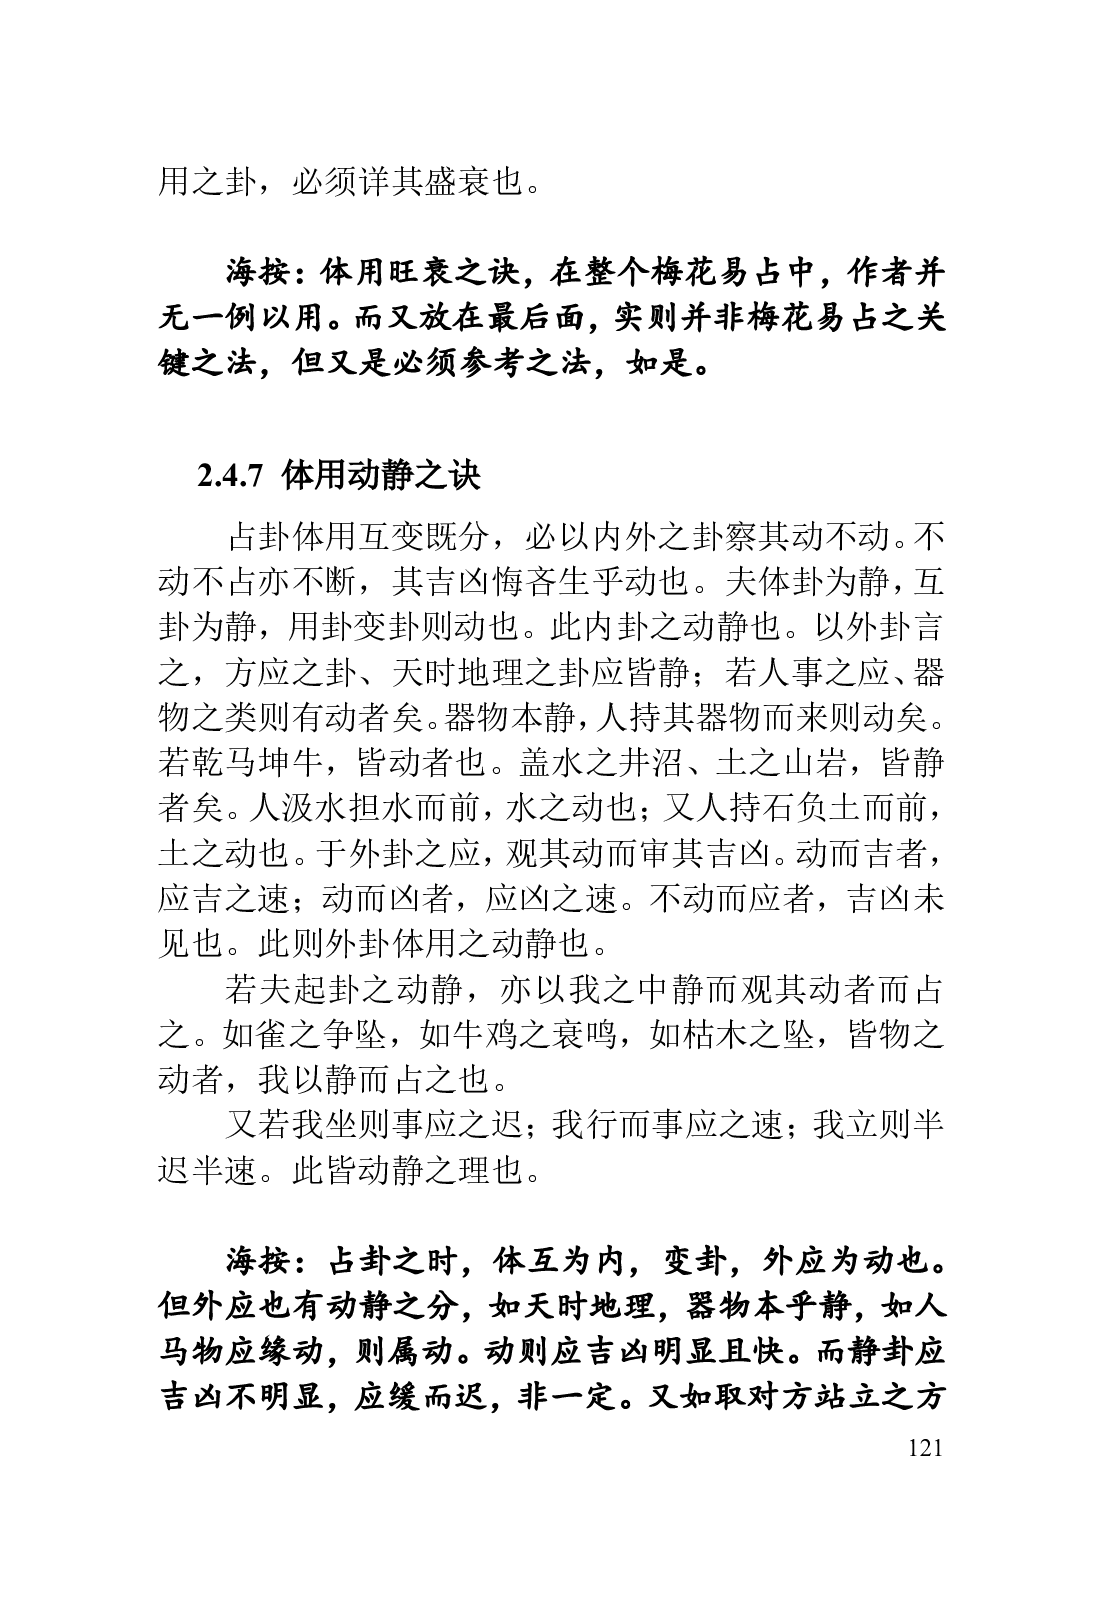 用之卦，必须详其盛衰也。
海按：体用旺衰之诀，在整个梅花易占中，作者并
无一例以用。而又放在最后面，实则并非梅花易占之关
键之法，但又是必须参考之法，如是。
2.4.7 体用动静之诀
占卦体用互变既分，必以内外之卦察其动不动。不
动不占亦不断，其吉凶悔吝生乎动也。夫体卦为静，互
卦为静，用卦变卦则动也。此内卦之动静也。以外卦言
之，方应之卦、天时地理之卦应皆静；若人事之应、器
物之类则有动者矣。器物本静，人持其器物而来则动矣。
若乾马坤牛，皆动者也。盖水之井沼、土之山岩，皆静
者矣。人汲水担水而前，水之动也；又人持石负土而前，
土之动也。于外卦之应，观其动而审其吉凶。动而吉者，
应吉之速；动而凶者，应凶之速。不动而应者，吉凶未
见也。此则外卦体用之动静也。
若夫起卦之动静，亦以我之中静而观其动者而占
之。如雀之争坠，如牛鸡之衰鸣，如枯木之坠，皆物之
动者，我以静而占之也。
又若我坐则事应之迟；我行而事应之速；我立则半
迟半速。此皆动静之理也。
海按：占卦之时，体互为内，变卦，外应为动也。
但外应也有动静之分，如天时地理，器物本乎静，如人
马物应缘动，则属动。动则应吉凶明显且快。而静卦应
吉凶不明显，应缓而迟，非一定。又如取对方站立之方
121